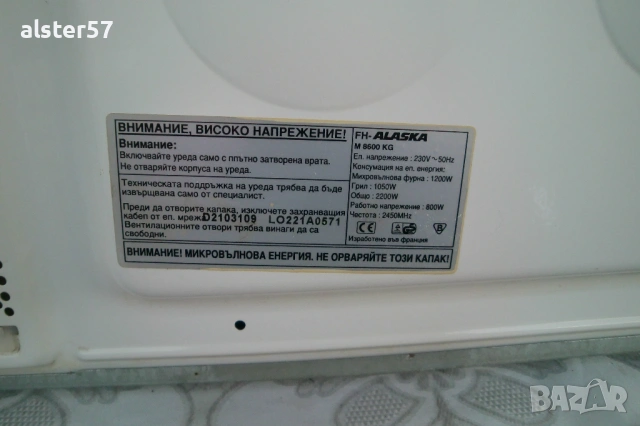 alster57
ВНИМАНИЕ, ВИСОКО НАПРЕЖЕНИЕ!
Внимание:
Включвайте уреда само с плътно затворена врата.
Не отваряйте корпуса на уреда.
Техническата поддръжка на уреда трябва да бъде
извършвана само от специалист.
Преди да отворите капака, изключете захранващия
кабел от ел. мрежа D2103109 LO221A0571
Вентилационните отвори трябва винаги да са
свободни.
FH-ALASKA
M 8600 KG
Ел. напрежение : 230V ~ 50Hz
Консумация на ел. енергия:
Микровълнова фурна : 1200W
Грил : 1050W
Общо : 2200W
Работно напрежение : 800W
Честота : 2450MHz
CE
Изработено във франция
ВНИМАНИЕ! МИКРОВЪЛНОВА ЕНЕРГИЯ. НЕ ОРВАРЯЙТЕ ТОЗИ КАПАК!
BAZAR